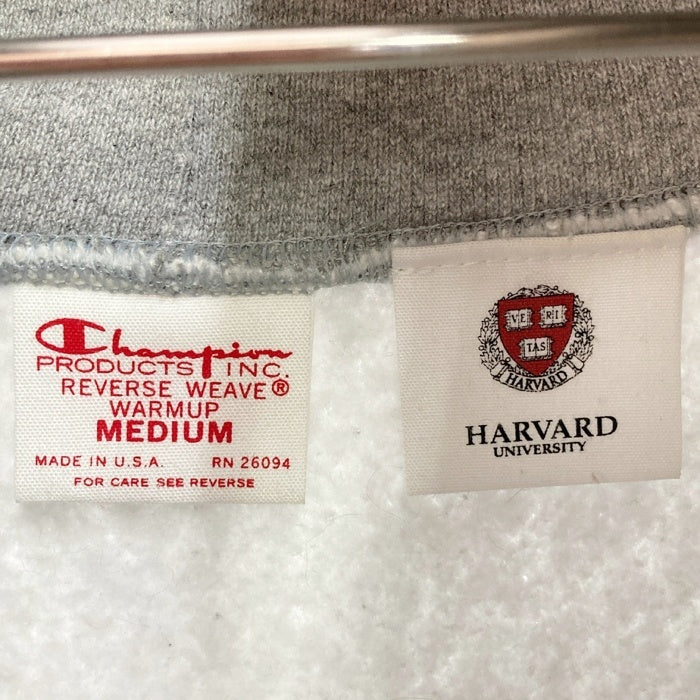 Champion
PRODUCTS INC.
REVERSE WEAVE®
WARMUP
MEDIUM
MADE IN U.S.A. RN 26094
FOR CARE SEE REVERSE
VE RI
TAS
HARVARD
HARVARD
UNIVERSITY